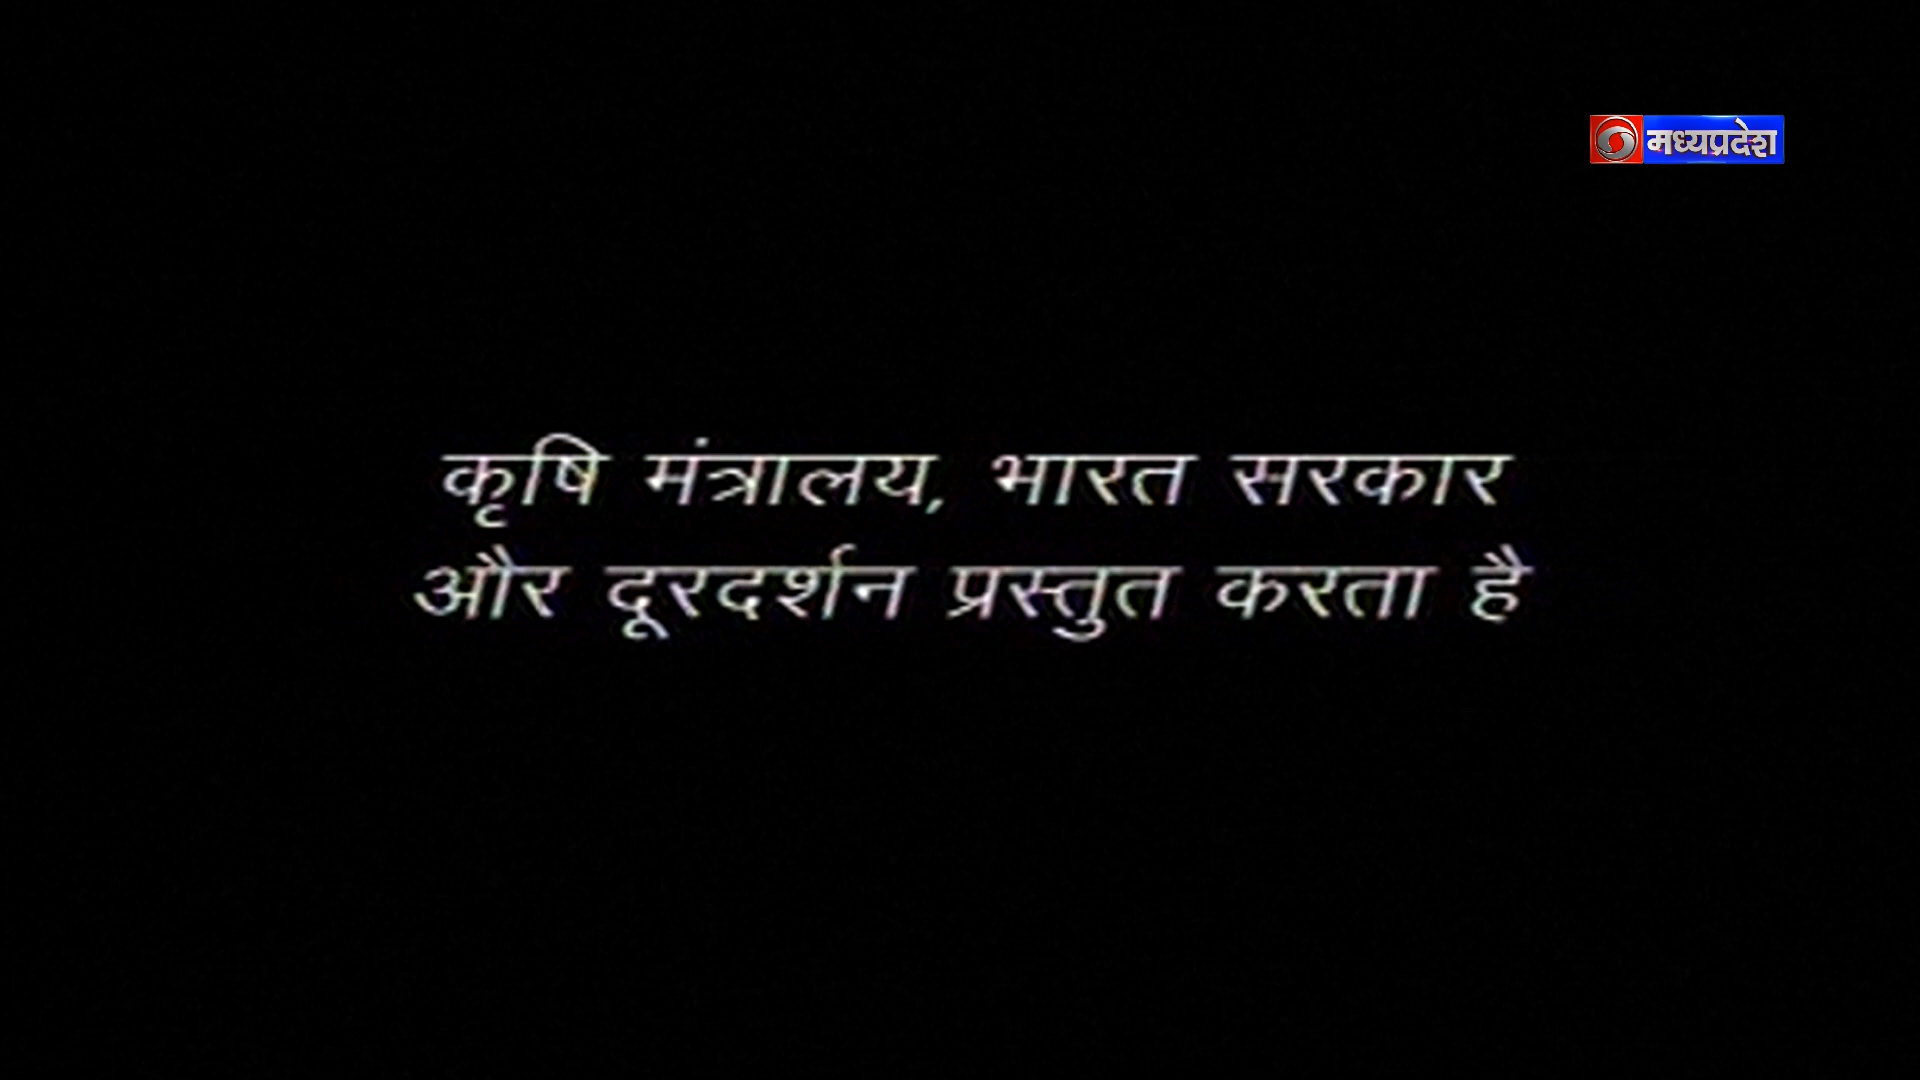 मध्यप्रदेश
कृषि मंत्रालय, भारत सरकार
और दूरदर्शन प्रस्तुत करता है